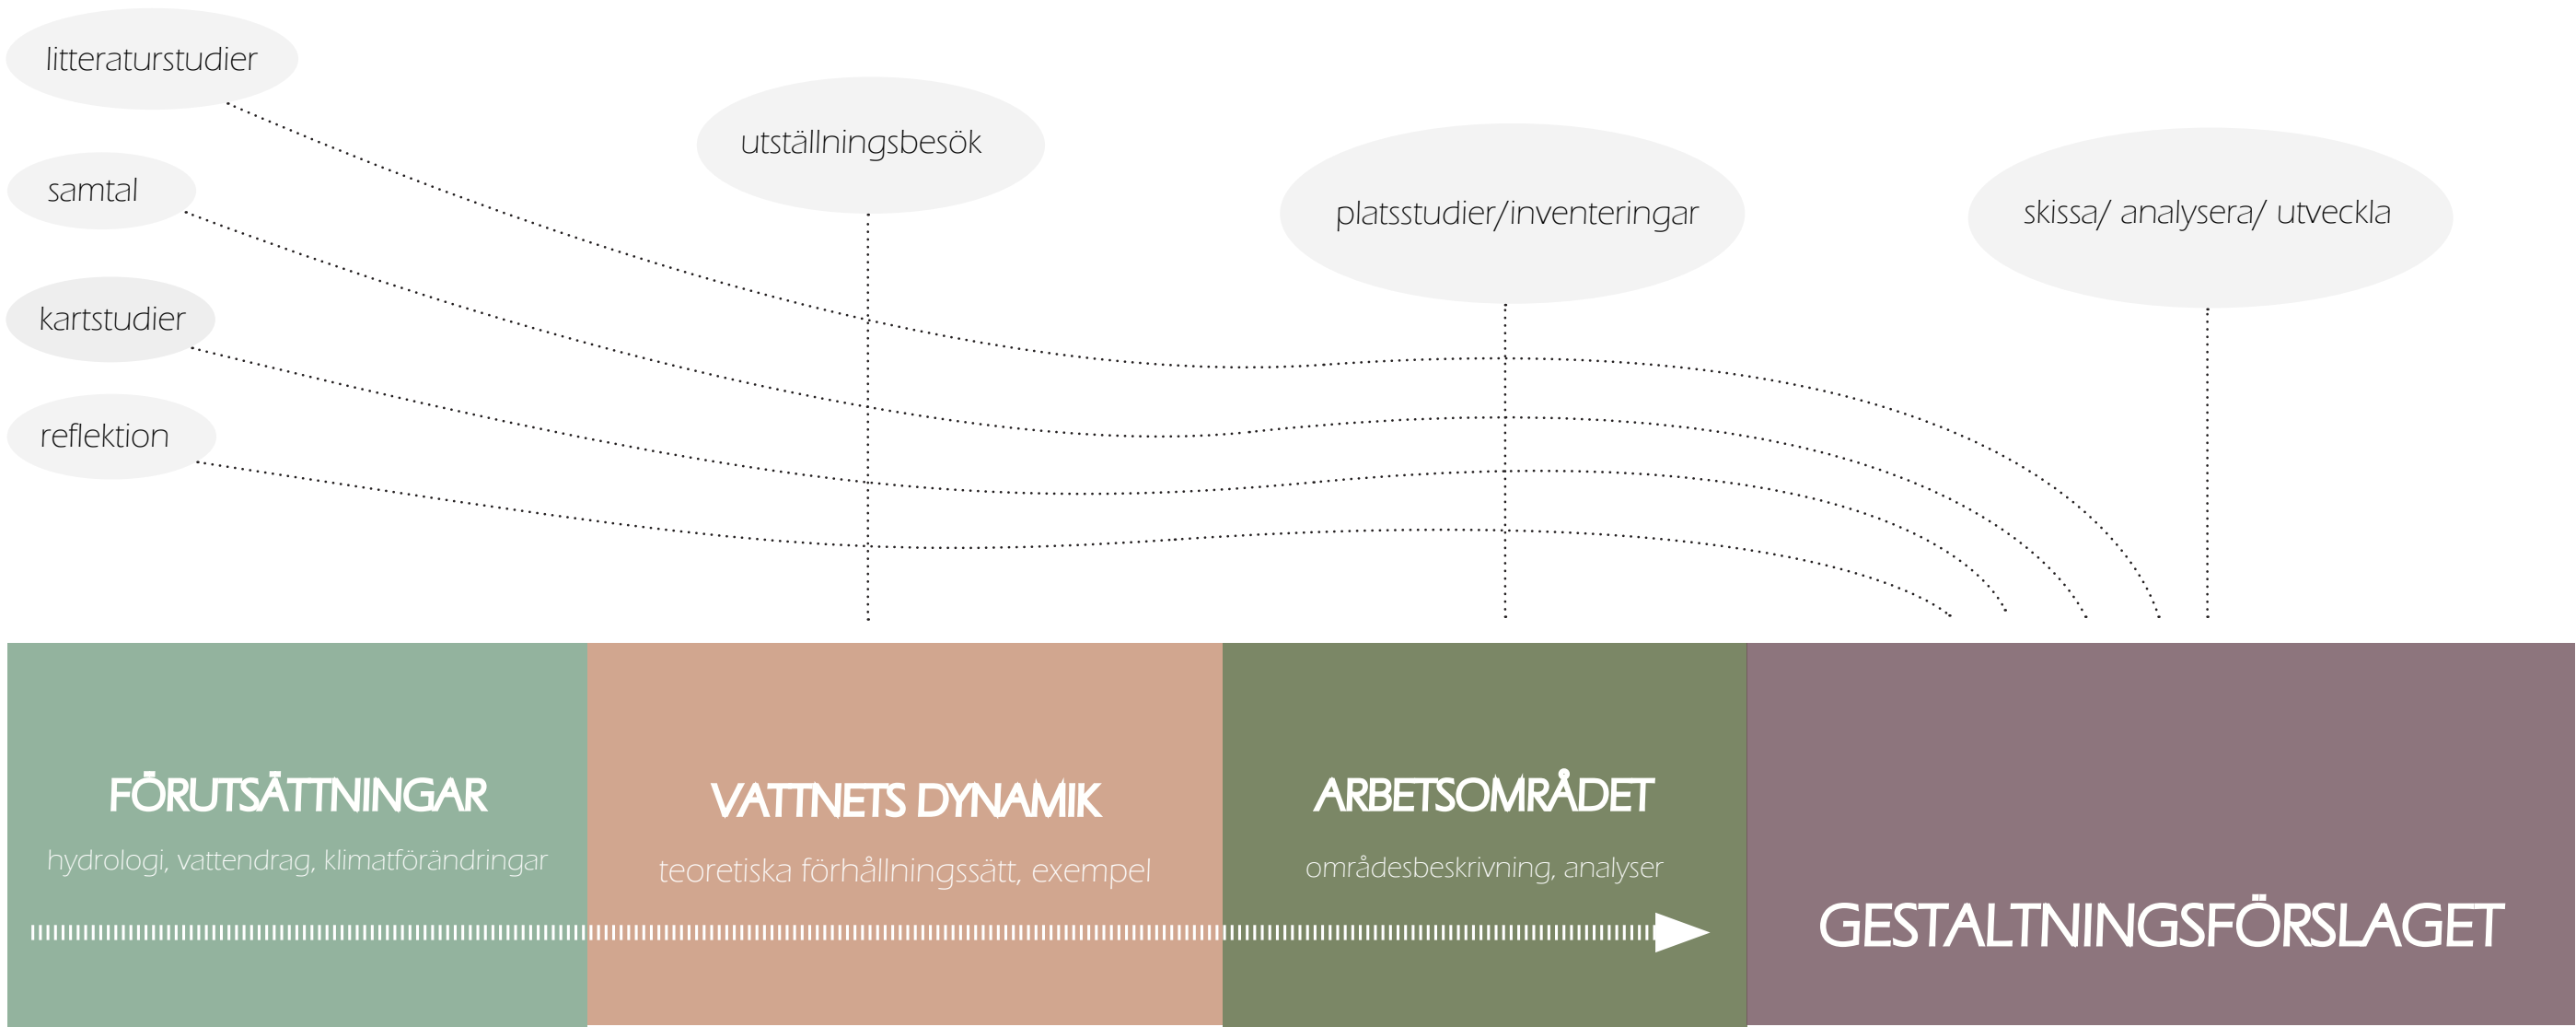 litteraturstudier
utställningsbesök
samtal
platsstudier/inventeringar
skissa/ analysera/ utveckla
kartstudier
reflektion
FÖRUTSÄTTNINGAR
hydrologi, vattendrag, klimatförändringar
VATTNETS DYNAMIK
teoretiska förhållningssätt, exempel
ARBETSOMRÅDET
områdesbeskrivning, analyser
GESTALTNINGSFÖRSLAGET